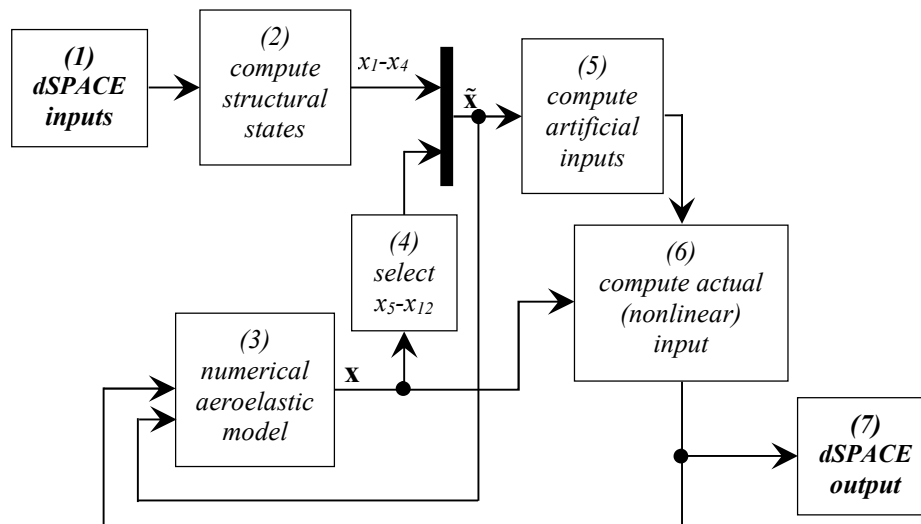 (1)
dSPACE
inputs
(2)
compute
structural
states
x₁-x₄
x̃
(5)
compute
artificial
inputs
(4)
select
x₅-x₁₂
(6)
compute actual
(nonlinear)
input
(3)
numerical
aeroelastic
model
x
(7)
dSPACE
output